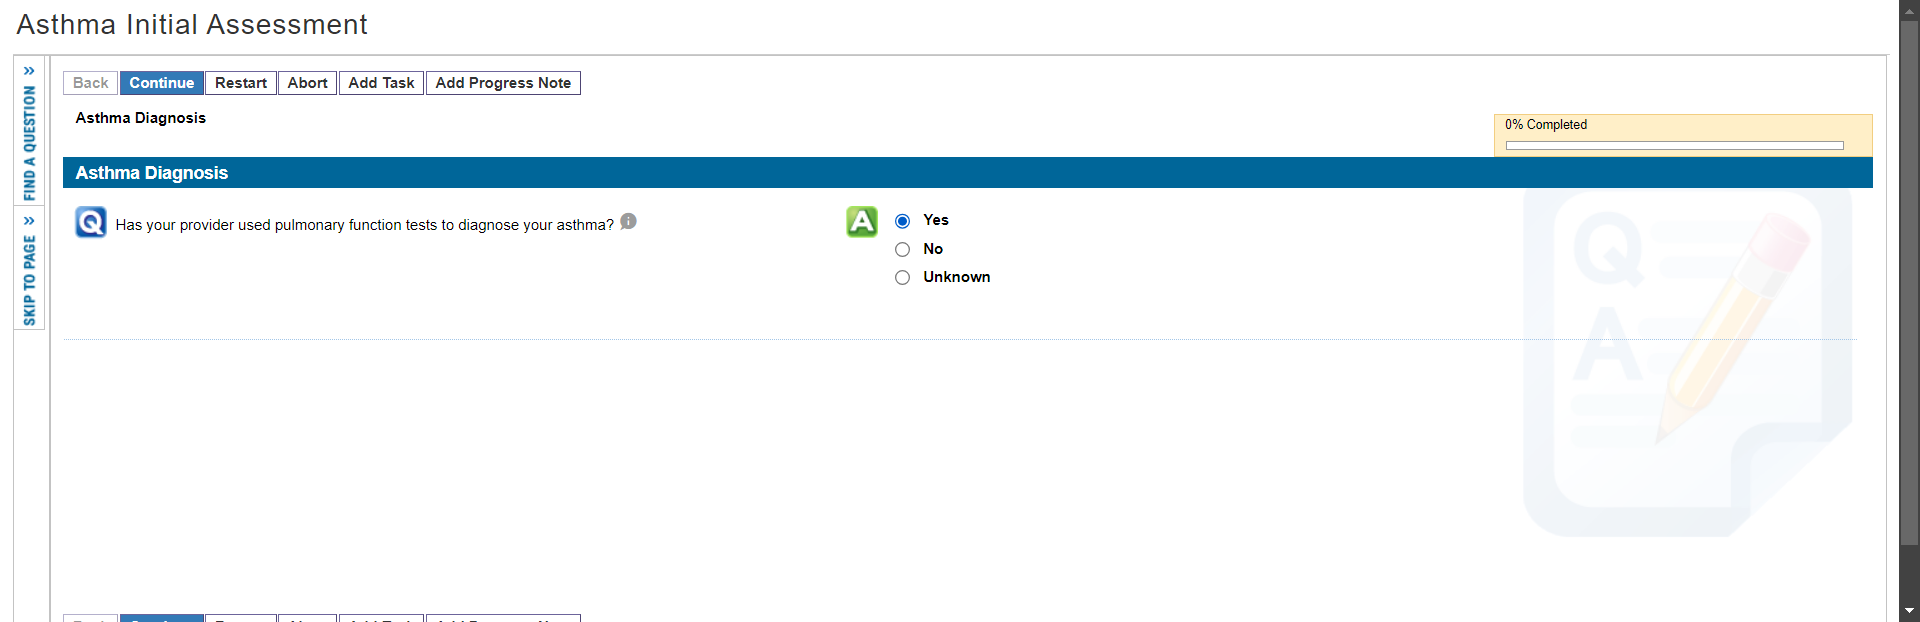 Asthma Initial Assessment
FIND A QUESTION
SKIP TO PAGE
Back Continue Restart Abort Add Task Add Progress Note
Asthma Diagnosis
0% Completed
Asthma Diagnosis
Q Has your provider used pulmonary function tests to diagnose your asthma?
A Yes
No
Unknown
Q
A